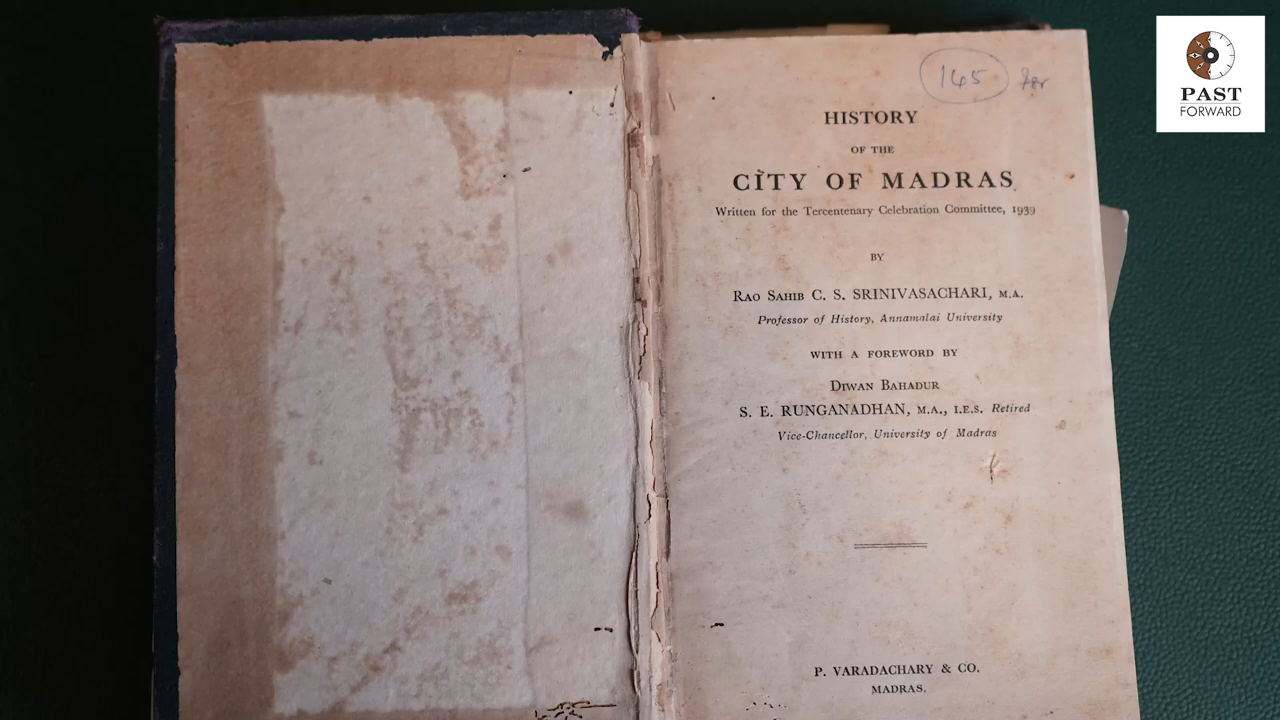 145
HISTORY
OF THE
CITY OF MADRAS
Written for the Tercentenary Celebration Committee, 1939
BY
RAO SAHIB C. S. SRINIVASACHARI, M.A.
Professor of History, Annamalai University
WITH A FOREWORD BY
DIWAN BAHADUR
S. E. RUNGANADHAN, M.A., I.E.S. Retired
Vice-Chancellor, University of Madras
P. VARADACHARY & CO.
MADRAS.
PAST
FORWARD